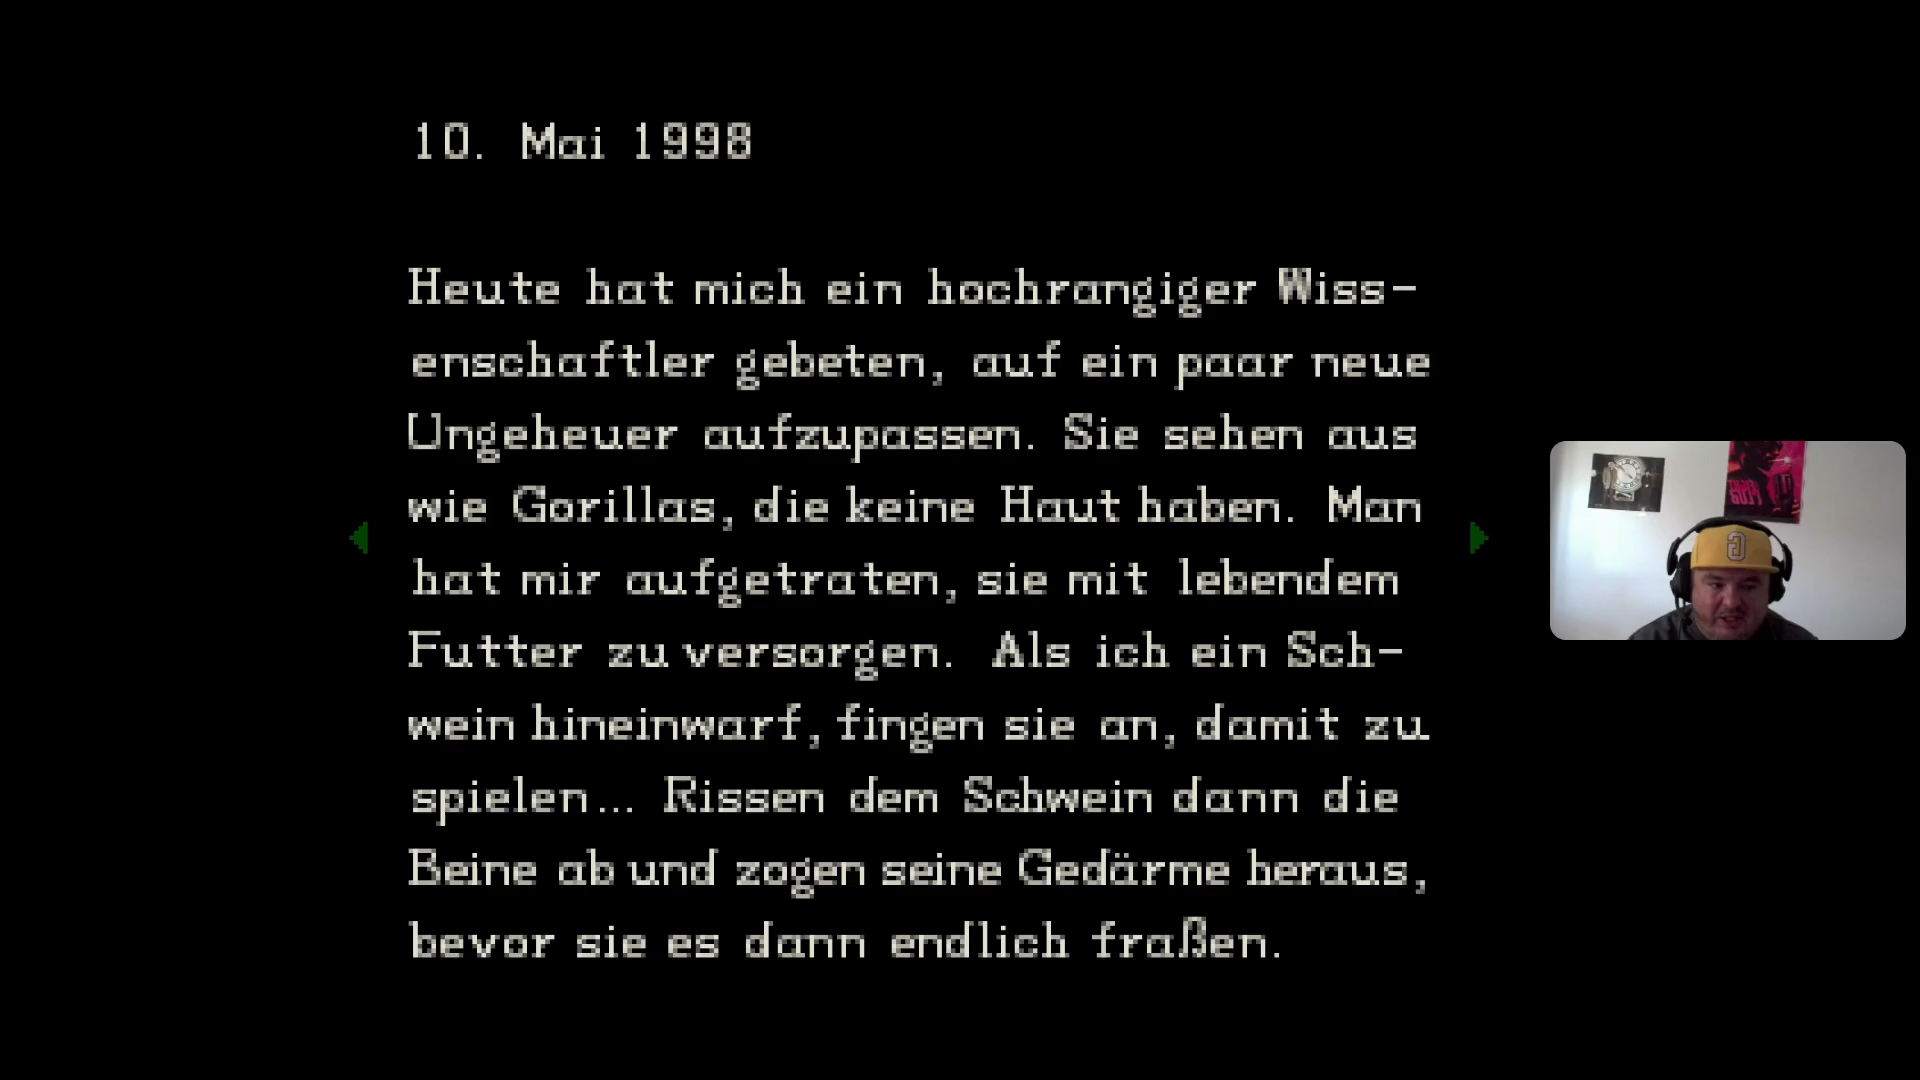 10. Mai 1998
Heute hat mich ein hochrangiger Wiss-
enschaftler gebeten, auf ein paar neue
Ungeheuer aufzupassen. Sie sehen aus
wie Gorillas, die keine Haut haben. Man
hat mir aufgetraten, sie mit lebendem
Futter zu versorgen. Als ich ein Sch-
wein hineinwarf, fingen sie an, damit zu
spielen... Rissen dem Schwein dann die
Beine ab und zogen seine Gedärme heraus,
bevor sie es dann endlich fraßen.